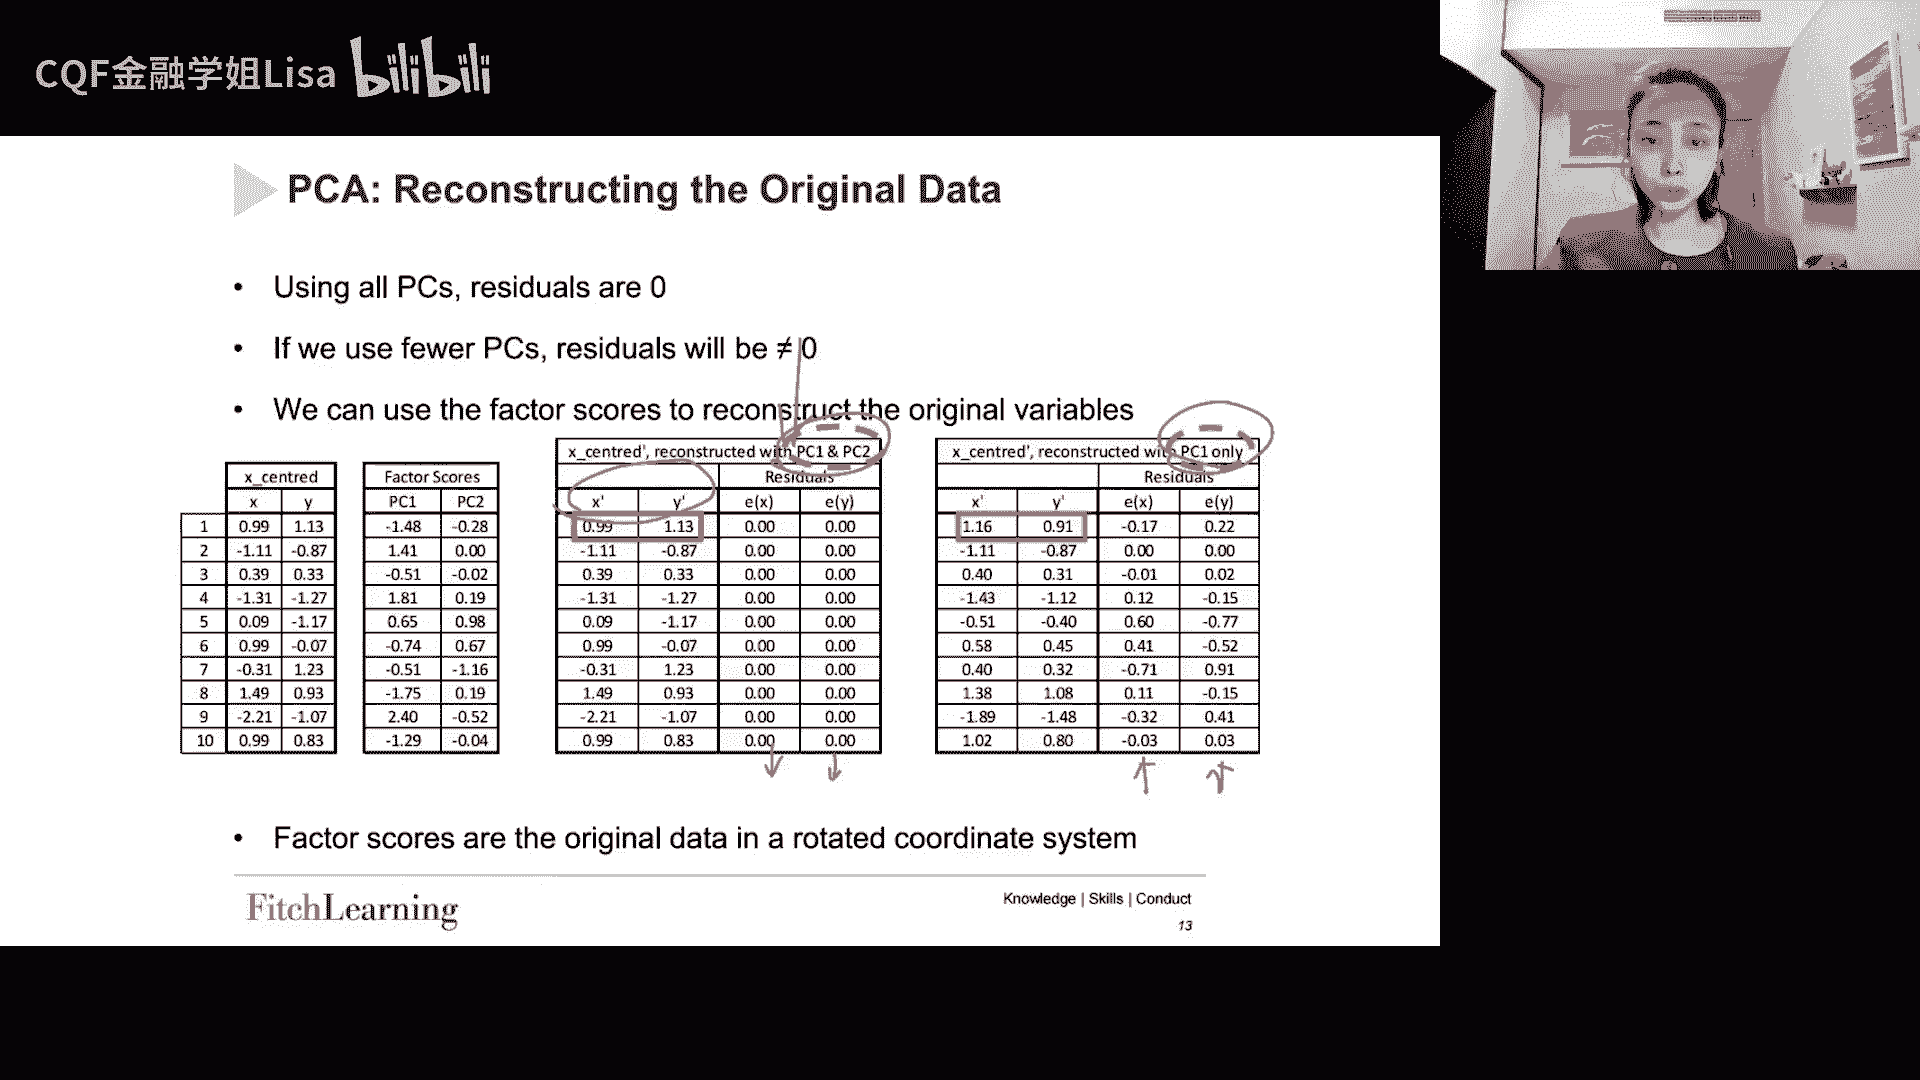 CQF金融学姐Lisa bilibili
PCA: Reconstructing the Original Data
• Using all PCs, residuals are 0
• If we use fewer PCs, residuals will be ≠ 0
• We can use the factor scores to reconstruct the original variables
x_centred', reconstructed with PC1 & PC2 x_centred', reconstructed with PC1 only
x_centred Factor Scores Residuals Residuals
x y PC1 PC2 x' y' e(x) e(y) x' y' e(x) e(y)
1 0.99 1.13 -1.48 -0.28 0.99 1.13 0.00 0.00 1.16 0.91 -0.17 0.22
2 -1.11 -0.87 1.41 0.00 -1.11 -0.87 0.00 0.00 -1.11 -0.87 0.00 0.00
3 0.39 0.33 -0.51 -0.02 0.39 0.33 0.00 0.00 0.40 0.31 -0.01 0.02
4 -1.31 -1.27 1.81 0.19 -1.31 -1.27 0.00 0.00 -1.43 -1.12 0.12 -0.15
5 0.09 -1.17 0.65 0.98 0.09 -1.17 0.00 0.00 -0.51 -0.40 0.60 -0.77
6 0.99 -0.07 -0.74 0.67 0.99 -0.07 0.00 0.00 0.58 0.45 0.41 -0.52
7 -0.31 1.23 -0.51 -1.16 -0.31 1.23 0.00 0.00 0.40 0.32 -0.71 0.91
8 1.49 0.93 -1.75 0.19 1.49 0.93 0.00 0.00 1.38 1.08 0.11 -0.15
9 -2.21 -1.07 2.40 -0.52 -2.21 -1.07 0.00 0.00 -1.89 -1.48 -0.32 0.41
10 0.99 0.83 -1.29 -0.04 0.99 0.83 0.00 0.00 1.02 0.80 -0.03 0.03
• Factor scores are the original data in a rotated coordinate system
FitchLearning
Knowledge | Skills | Conduct
13